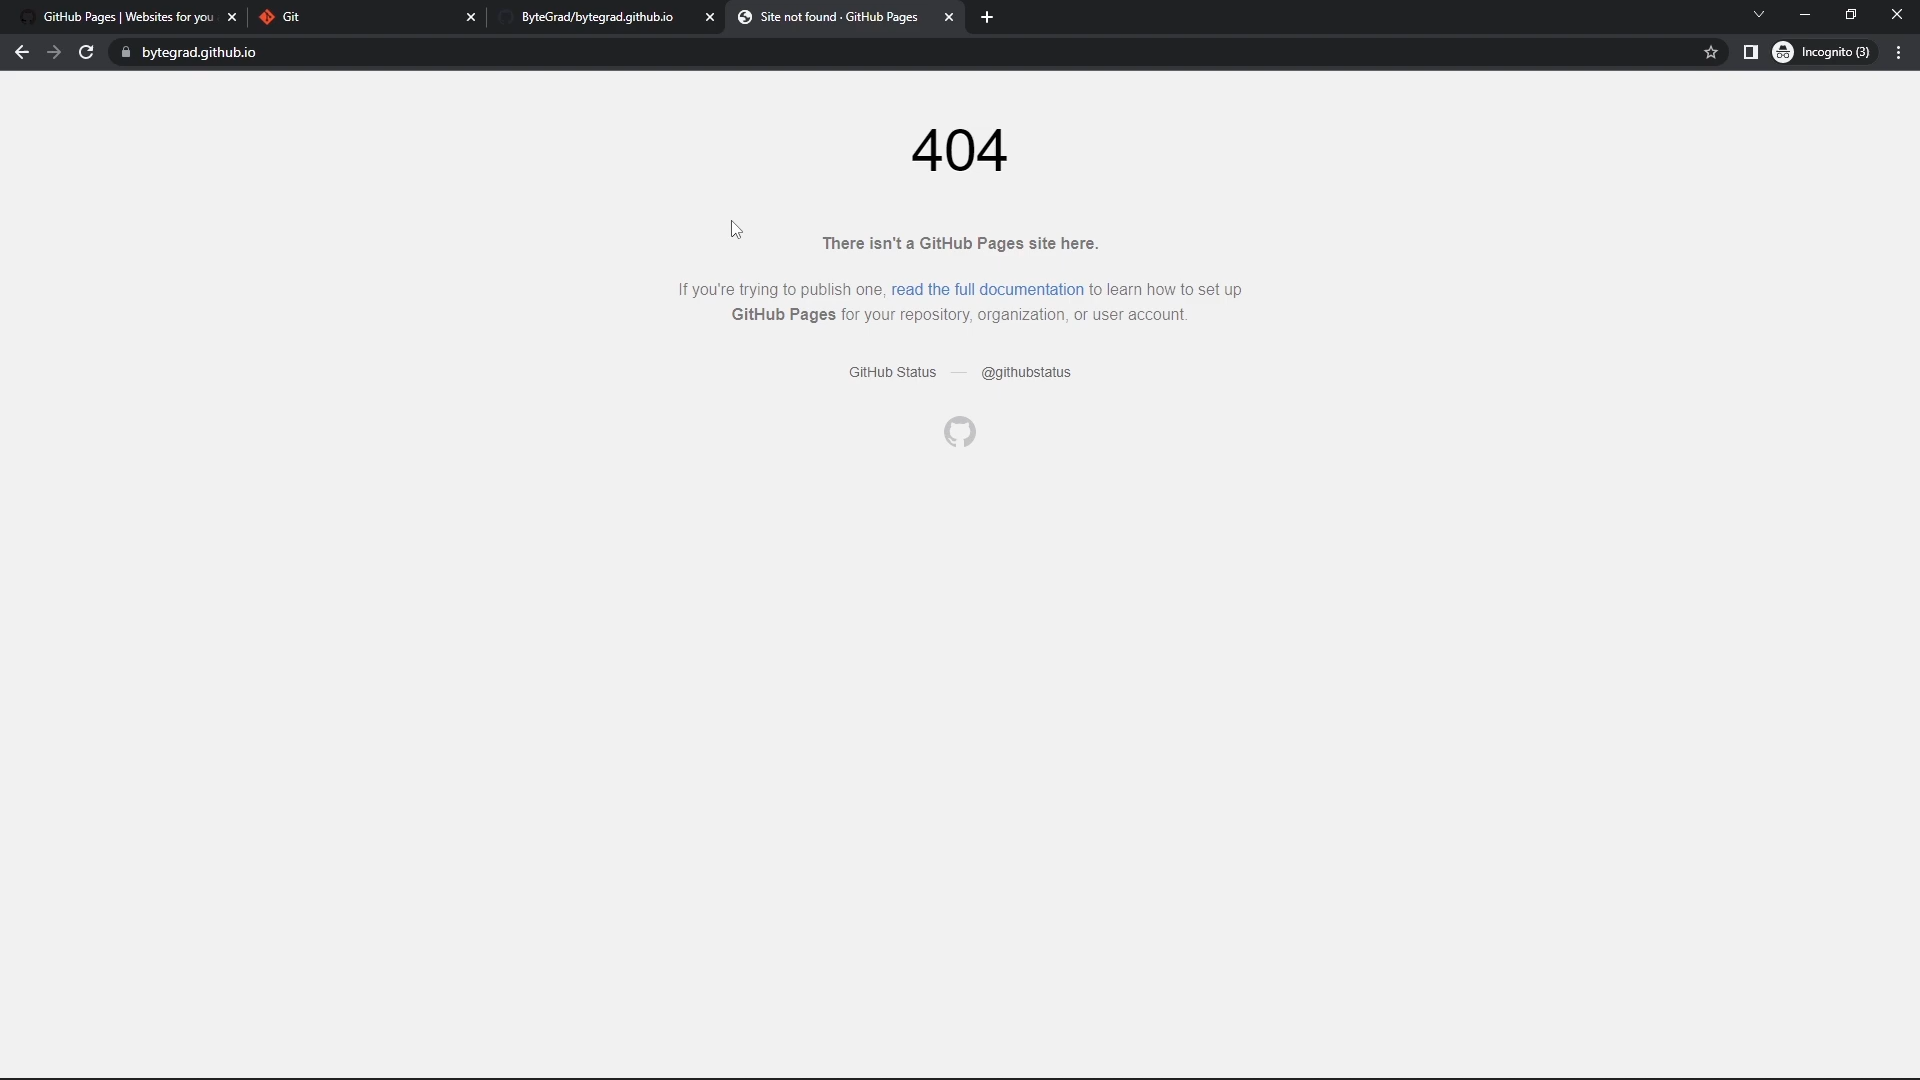 GitHub Pages | Websites for you
Git
ByteGrad/bytegrad.github.io
Site not found · GitHub Pages
bytegrad.github.io
Incognito (3)
404
There isn't a GitHub Pages site here.
If you're trying to publish one, read the full documentation to learn how to set up
GitHub Pages for your repository, organization, or user account.
GitHub Status — @githubstatus